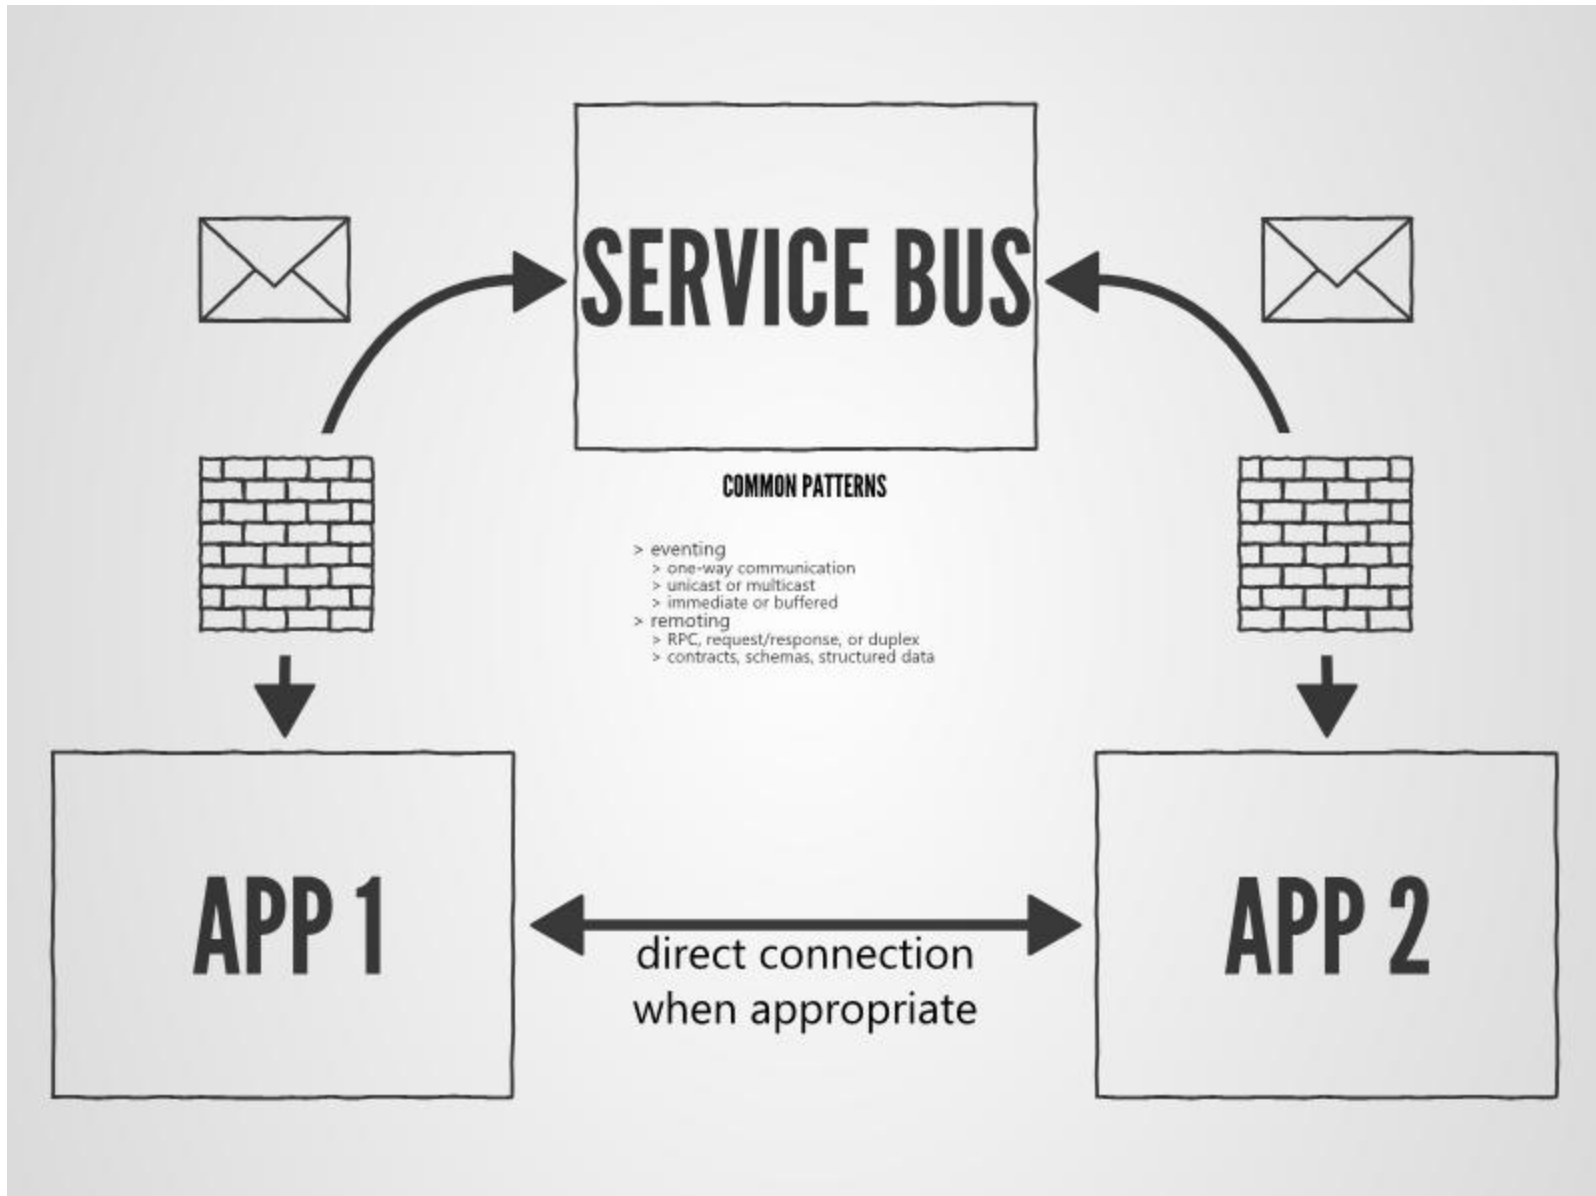 SERVICE BUS
COMMON PATTERNS
> eventing
> one-way communication
> unicast or multicast
> immediate or buffered
> remoting
> RPC, request/response, or duplex
> contracts, schemas, structured data
APP 1
APP 2
direct connection
when appropriate